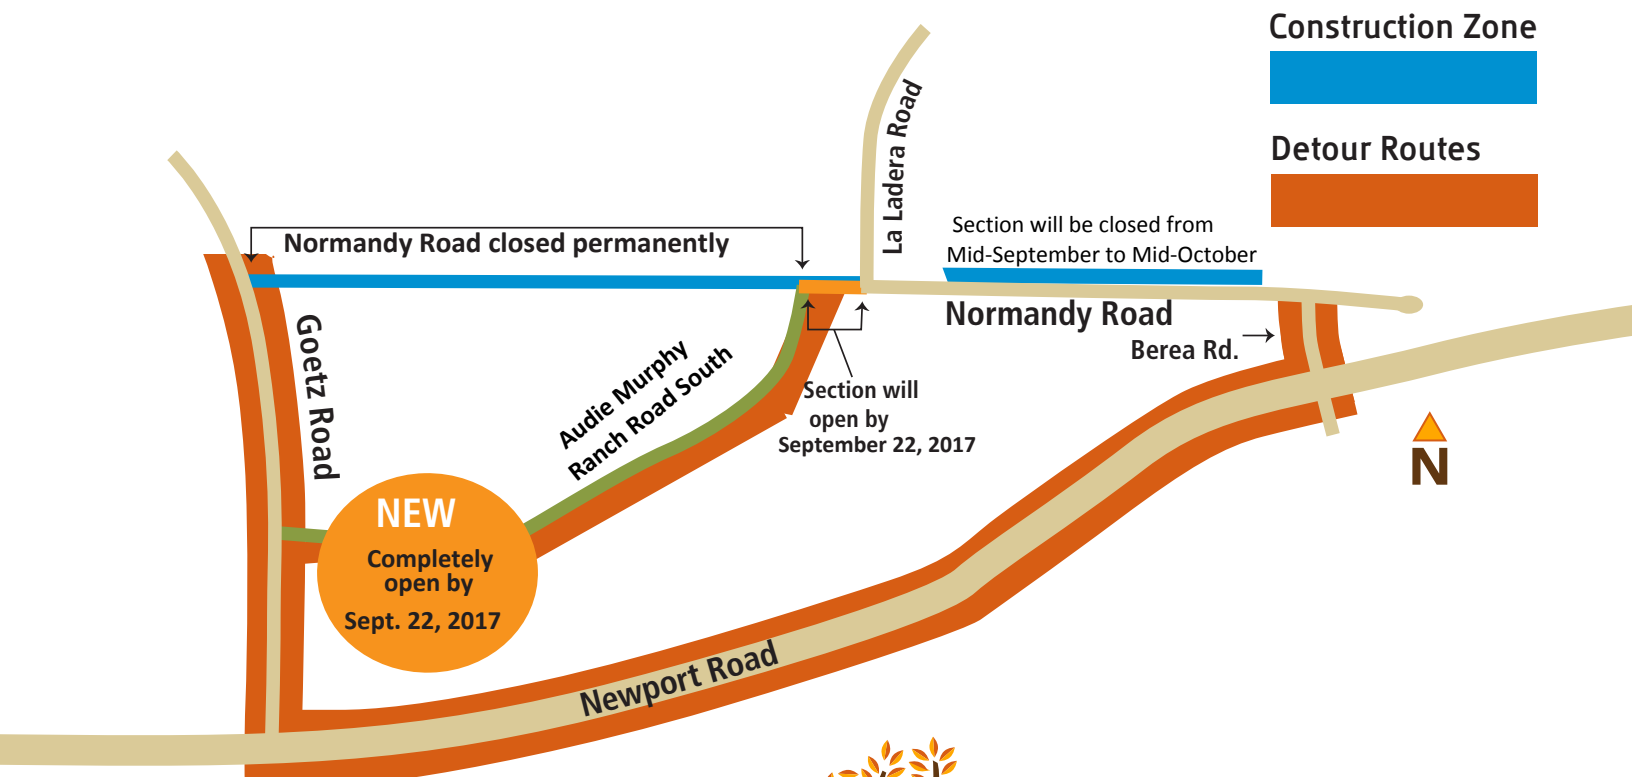 Construction Zone
Detour Routes
La Ladera Road
Section will be closed from
Mid-September to Mid-October
Normandy Road closed permanently
Normandy Road
Berea Rd.
Goetz Road
Audie Murphy
Ranch Road South
Section will
open by
September 22, 2017
N
NEW
Completely
open by
Sept. 22, 2017
Newport Road